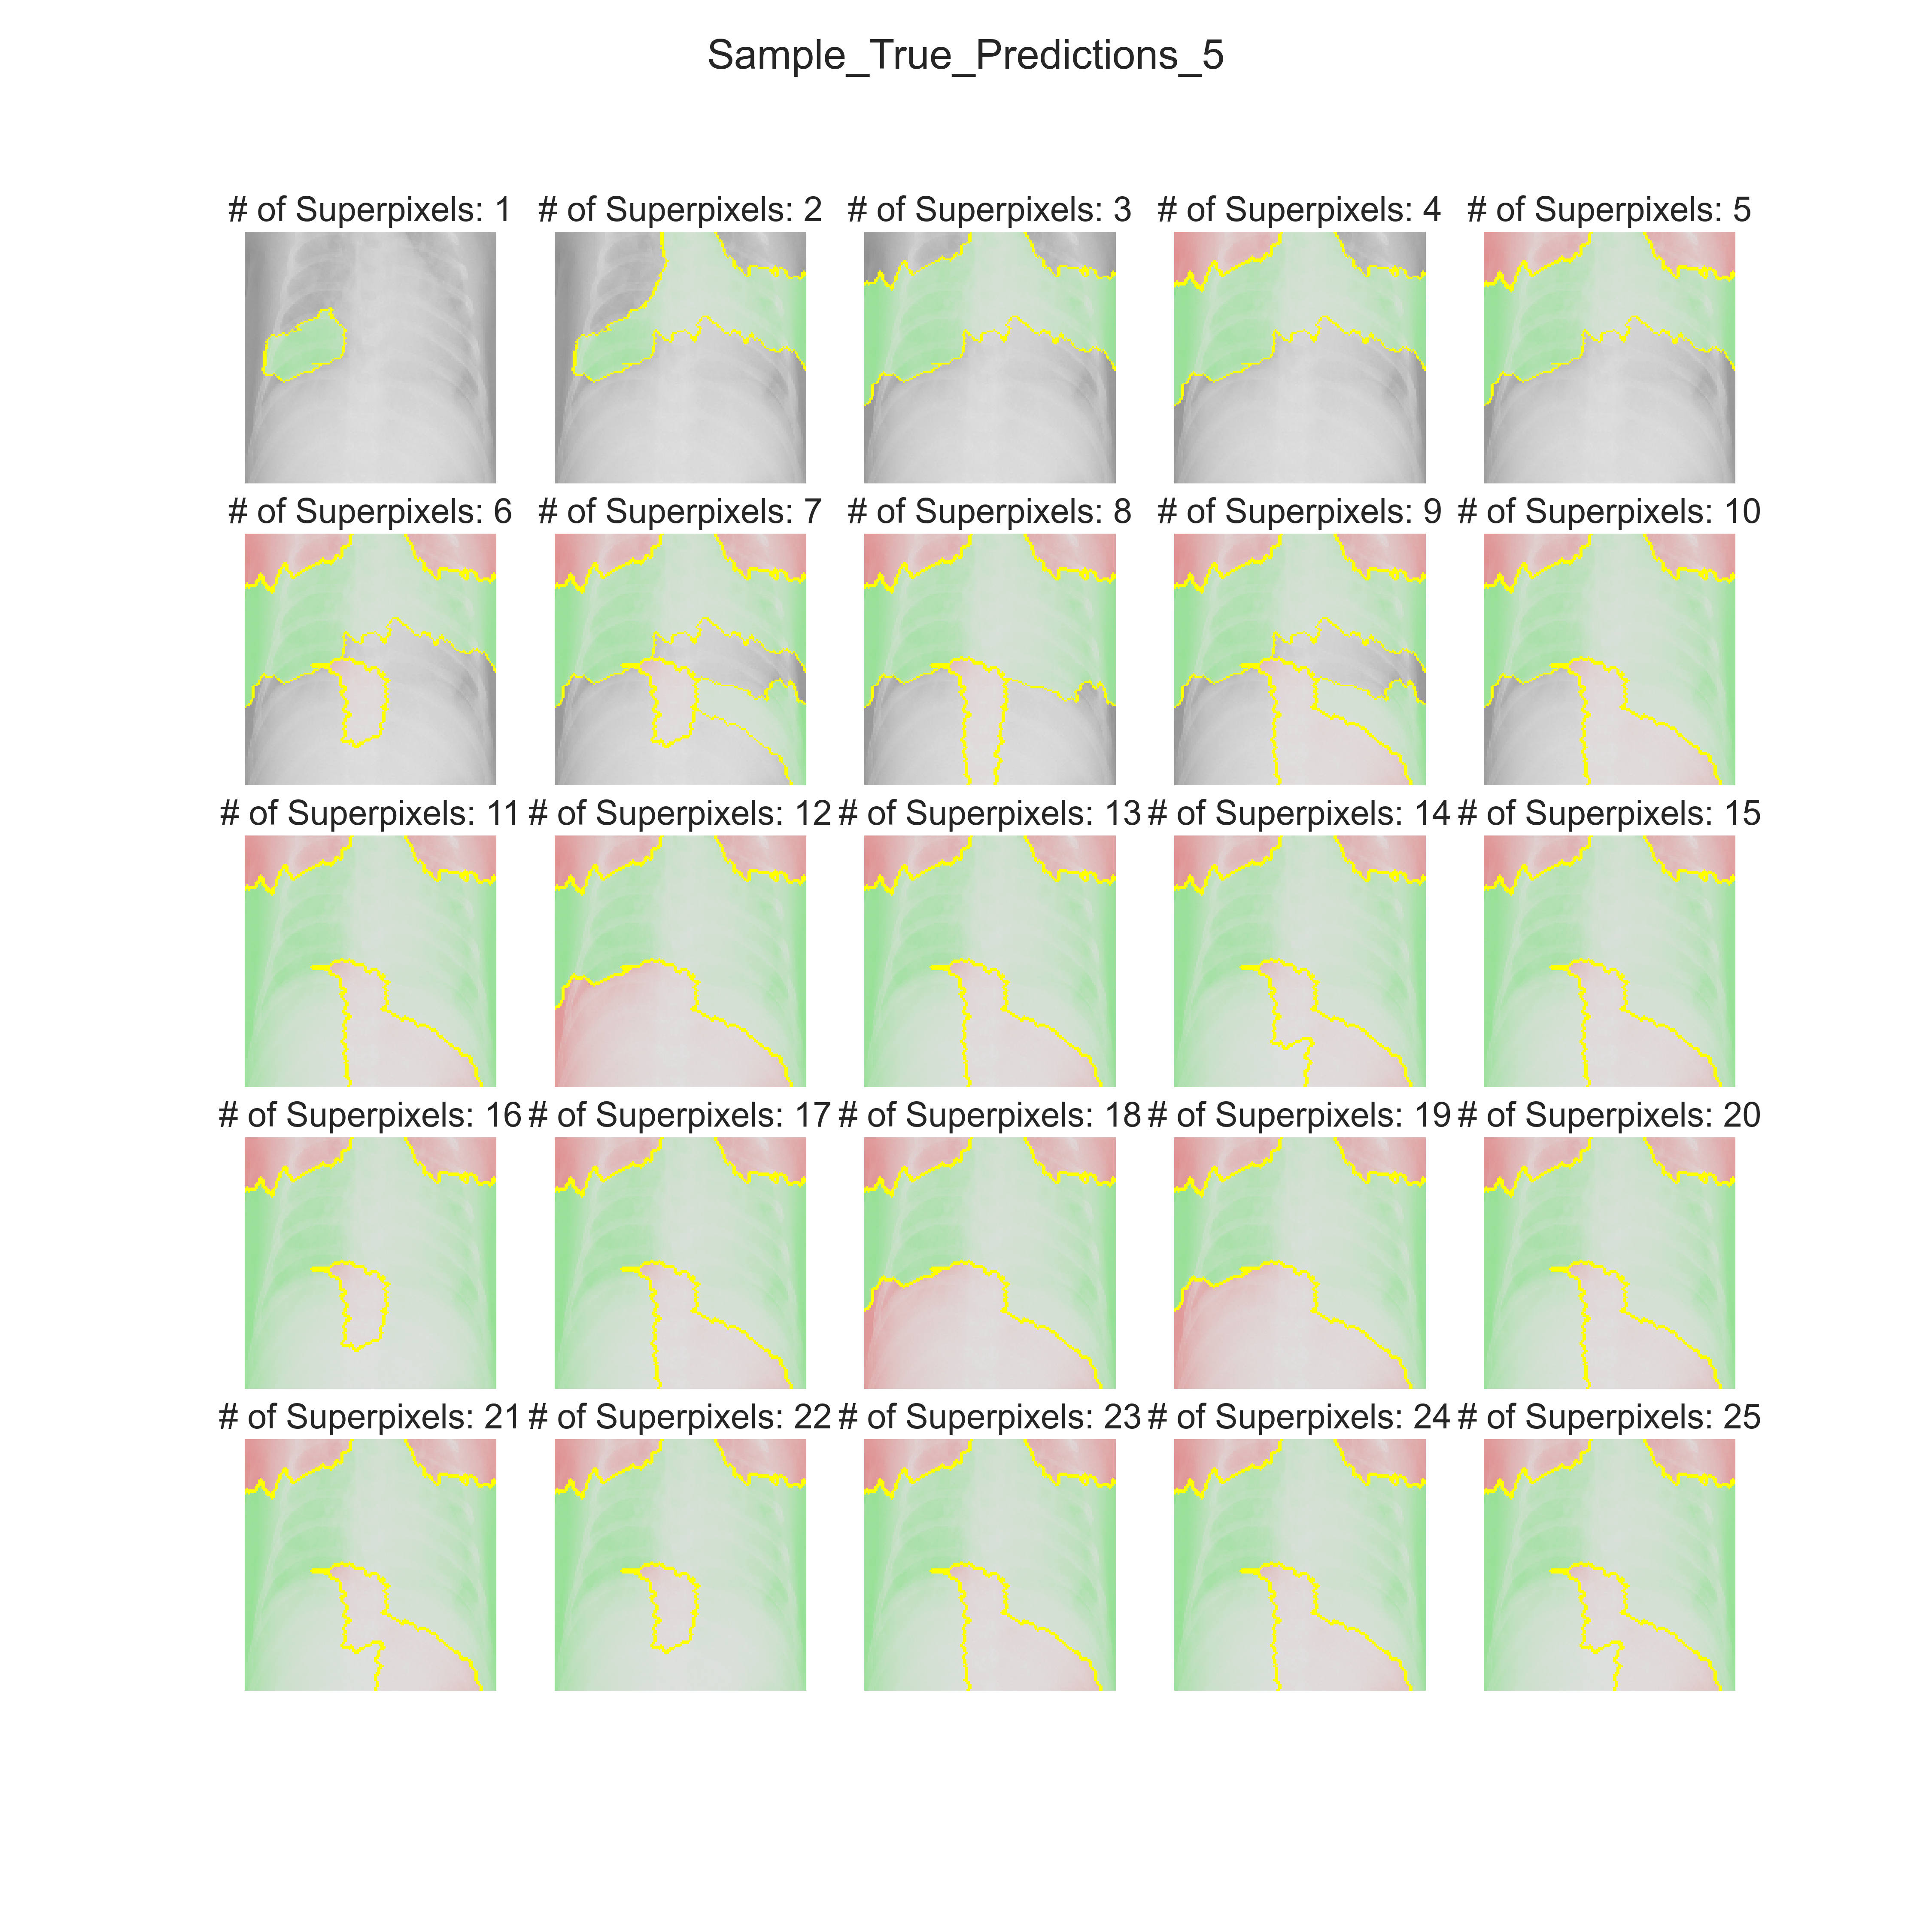 Sample_True_Predictions_5
# of Superpixels: 1
# of Superpixels: 2
# of Superpixels: 3
# of Superpixels: 4
# of Superpixels: 5
# of Superpixels: 6
# of Superpixels: 7
# of Superpixels: 8
# of Superpixels: 9
# of Superpixels: 10
# of Superpixels: 11
# of Superpixels: 12
# of Superpixels: 13
# of Superpixels: 14
# of Superpixels: 15
# of Superpixels: 16
# of Superpixels: 17
# of Superpixels: 18
# of Superpixels: 19
# of Superpixels: 20
# of Superpixels: 21
# of Superpixels: 22
# of Superpixels: 23
# of Superpixels: 24
# of Superpixels: 25